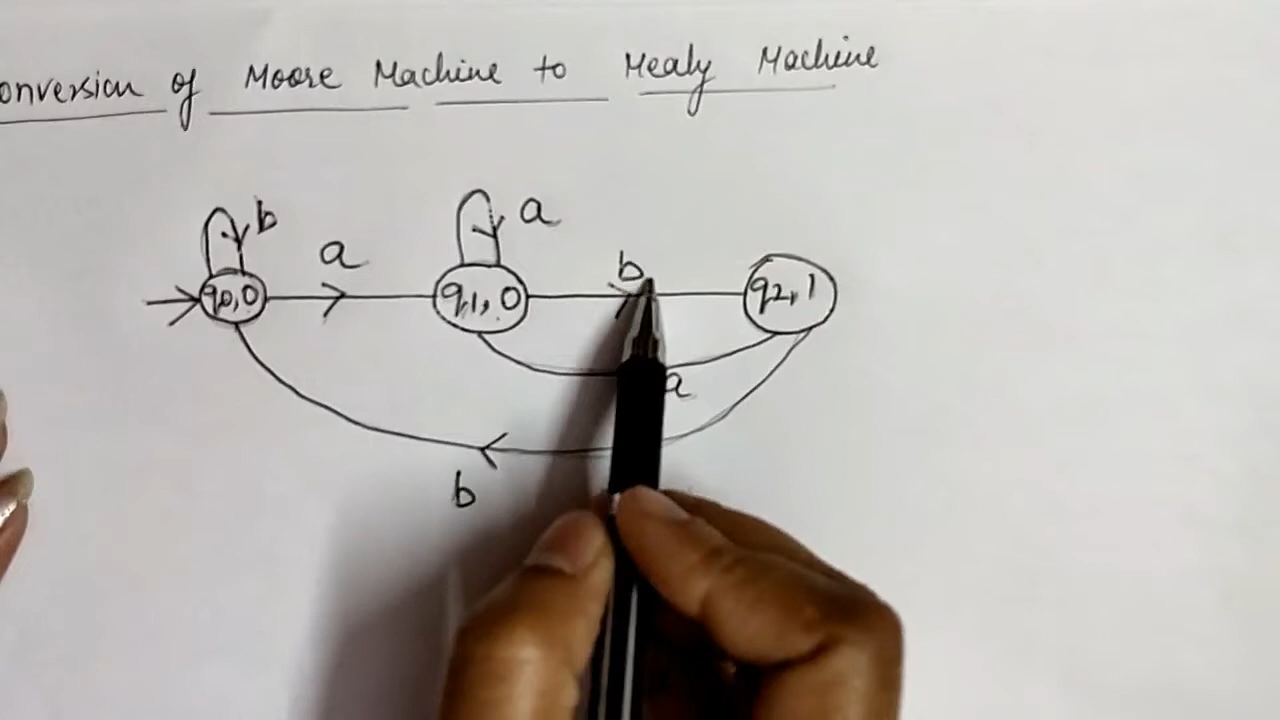 onversion of Moore Machine to Mealy Machine
b a a b
q0,0 q1,0 q2,1
a
b